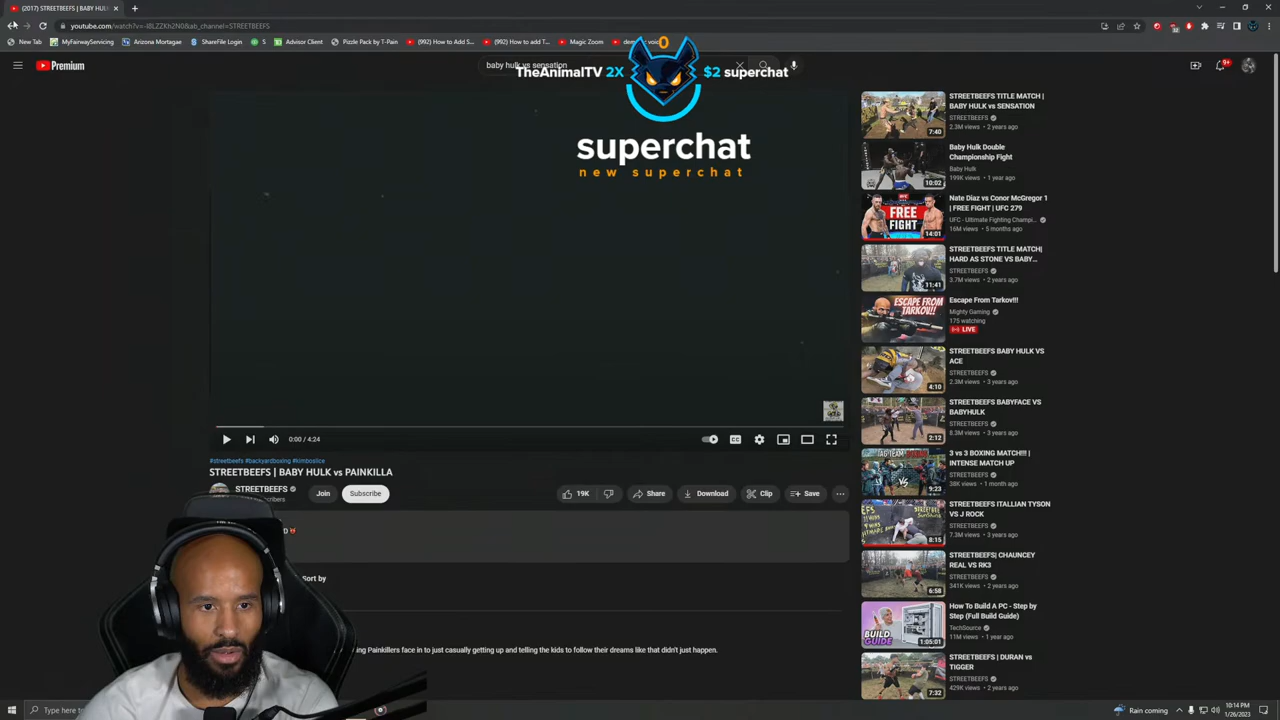 (2017) STREETBEEFS | BABY HUL
youtube.com/watch?v=-l8LZZKh2N0&ab_channel=STREETBEEFS
New Tab
MyFairwayServicing
Arizona Mortagae
ShareFile Login
S
Advisor Client
Pizzle Pack by T-Pain
(992) How to Add S...
(992) How to add T...
Magic Zoom
Premium
baby hulk vs sensation
9+
0
TheAnimalTV 2X $2 superchat
superchat
new superchat
0:00 / 4:24
#streetbeefs #backyardboxing #kimboslice
STREETBEEFS | BABY HULK vs PAINKILLA
STREETBEEFS
Join
Subscribe
19K
Share
Download
Clip
Save
Sort by
Painkillers face in to just casually getting up and telling the kids to follow their dreams like that didn't just happen.
STREETBEEFS TITLE MATCH |
BABY HULK vs SENSATION
STREETBEEFS
2.3M views • 2 years ago
7:40
Baby Hulk Double
Championship Fight
Baby Hulk
199K views • 1 year ago
10:02
Nate Diaz vs Conor McGregor 1
| FREE FIGHT | UFC 279
UFC - Ultimate Fighting Champi...
16M views • 5 months ago
FREE
FIGHT
14:01
STREETBEEFS TITLE MATCH|
HARD AS STONE VS BABY...
STREETBEEFS
3.7M views • 2 years ago
11:41
Escape From Tarkov!!!
Mighty Gaming
175 watching
LIVE
ESCAPE FROM
TARKOV!!
STREETBEEFS BABY HULK VS
ACE
STREETBEEFS
2.3M views • 3 years ago
4:10
STREETBEEFS BABYFACE VS
BABYHULK
STREETBEEFS
8.3M views • 3 years ago
2:12
3 vs 3 BOXING MATCH!!! |
INTENSE MATCH UP
STREETBEEFS
38K views • 1 month ago
VS
9:23
STREETBEEFS ITALLIAN TYSON
VS J ROCK
STREETBEEFS
7.3M views • 3 years ago
8:15
STREETBEEFS| CHAUNCEY
REAL VS RK3
STREETBEEFS
341K views • 2 years ago
6:58
How To Build A PC - Step by
Step (Full Build Guide)
TechSource
11M views • 1 year ago
BUILD
GUIDE
1:05:01
STREETBEEFS | DURAN vs
TIGGER
STREETBEEFS
429K views • 2 years ago
7:32
Type here to
Rain coming
10:14 PM
1/26/2023